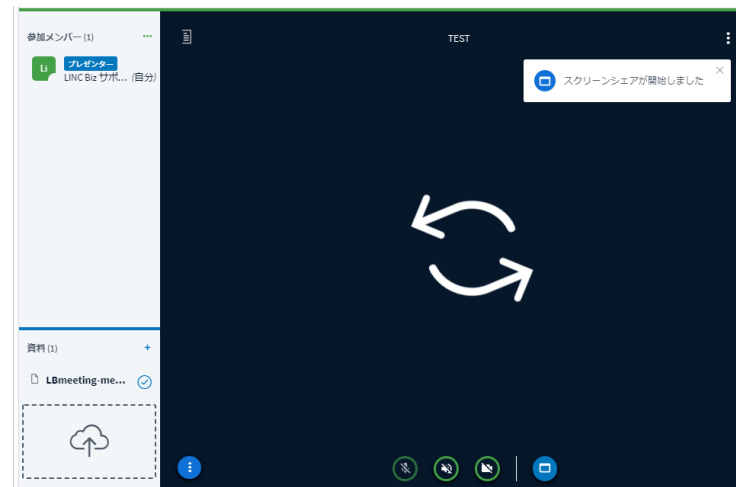 参加メンバー (1)
Li
プレゼンター
LINC Biz サポ... (自分)
資料 (1)
LBmeeting-me...
TEST
スクリーンシェアが開始しました